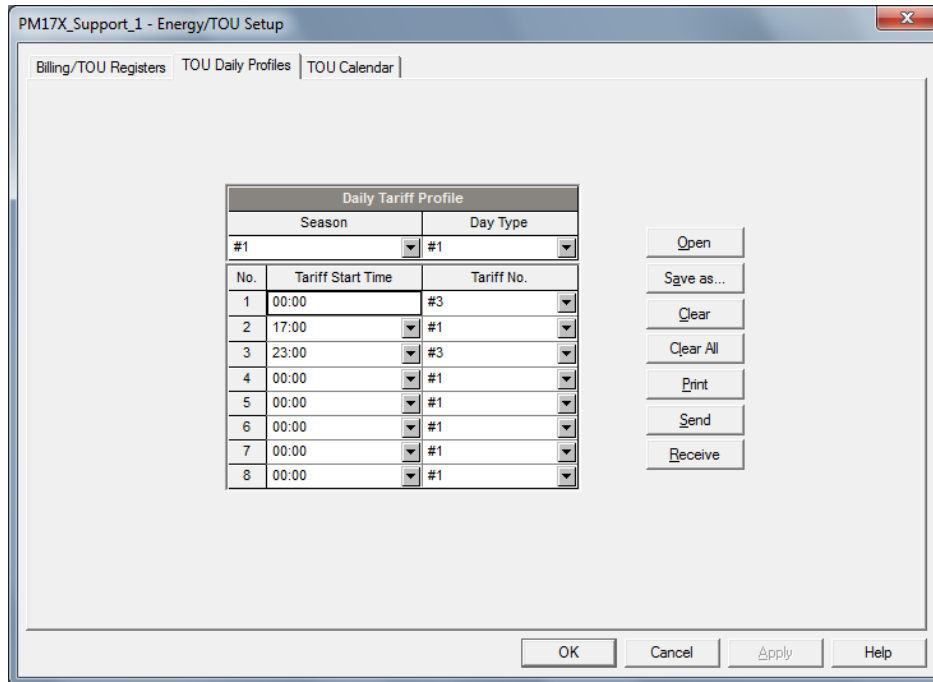 PM17X_Support_1 - Energy/TOU Setup
x
Billing/TOU Registers TOU Daily Profiles TOU Calendar
Daily Tariff Profile
Season Day Type
#1 #1
No. Tariff Start Time Tariff No.
1 00:00 #3
2 17:00 #1
3 23:00 #3
4 00:00 #1
5 00:00 #1
6 00:00 #1
7 00:00 #1
8 00:00 #1
Open
Save as...
Clear
Clear All
Print
Send
Receive
OK Cancel Apply Help